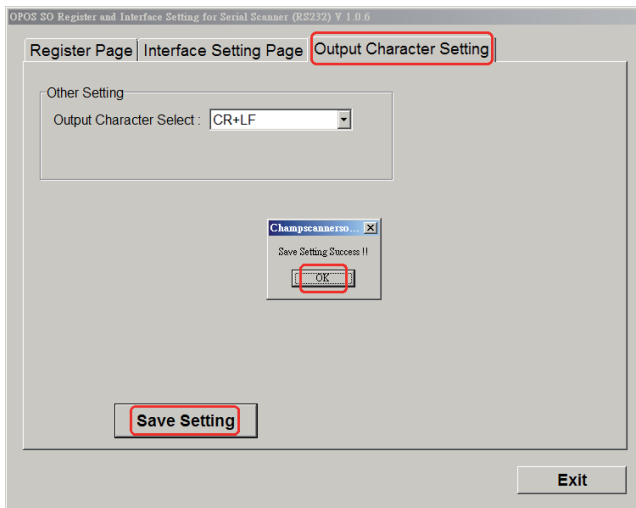 OPOS SO Register and Interface Setting for Serial Scanner (RS232) V 1.0.6
Register Page Interface Setting Page Output Character Setting
Other Setting
Output Character Select : CR+LF
Champscannerso...
Save Setting Success !!
OK
Save Setting
Exit